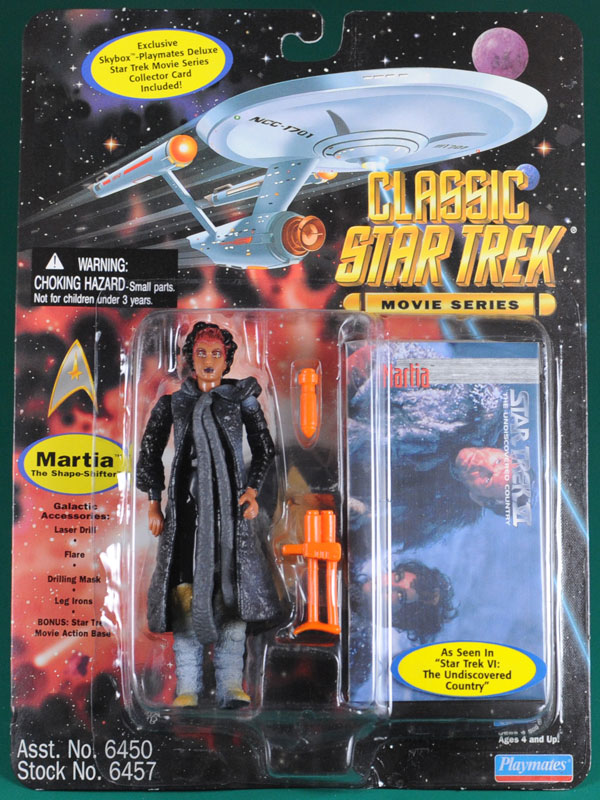 Exclusive
Skybox™-Playmates Deluxe
Star Trek Movie Series
Collector Card
Included!
NCC-1701
CLASSIC
STAR TREK®
MOVIE SERIES
WARNING:
CHOKING HAZARD-Small parts.
Not for children under 3 years.
Martia™
The Shape-Shifter
Galactic
Accessories:
Laser Drill
•
Flare
•
Drilling Mask
•
Leg Irons
•
BONUS: Star Trek
Movie Action Base
Martia
STAR TREK VI
THE UNDISCOVERED COUNTRY
As Seen In
"Star Trek VI:
The Undiscovered
Country"
Ages 4 and Up!
Playmates
Asst. No. 6450
Stock No. 6457